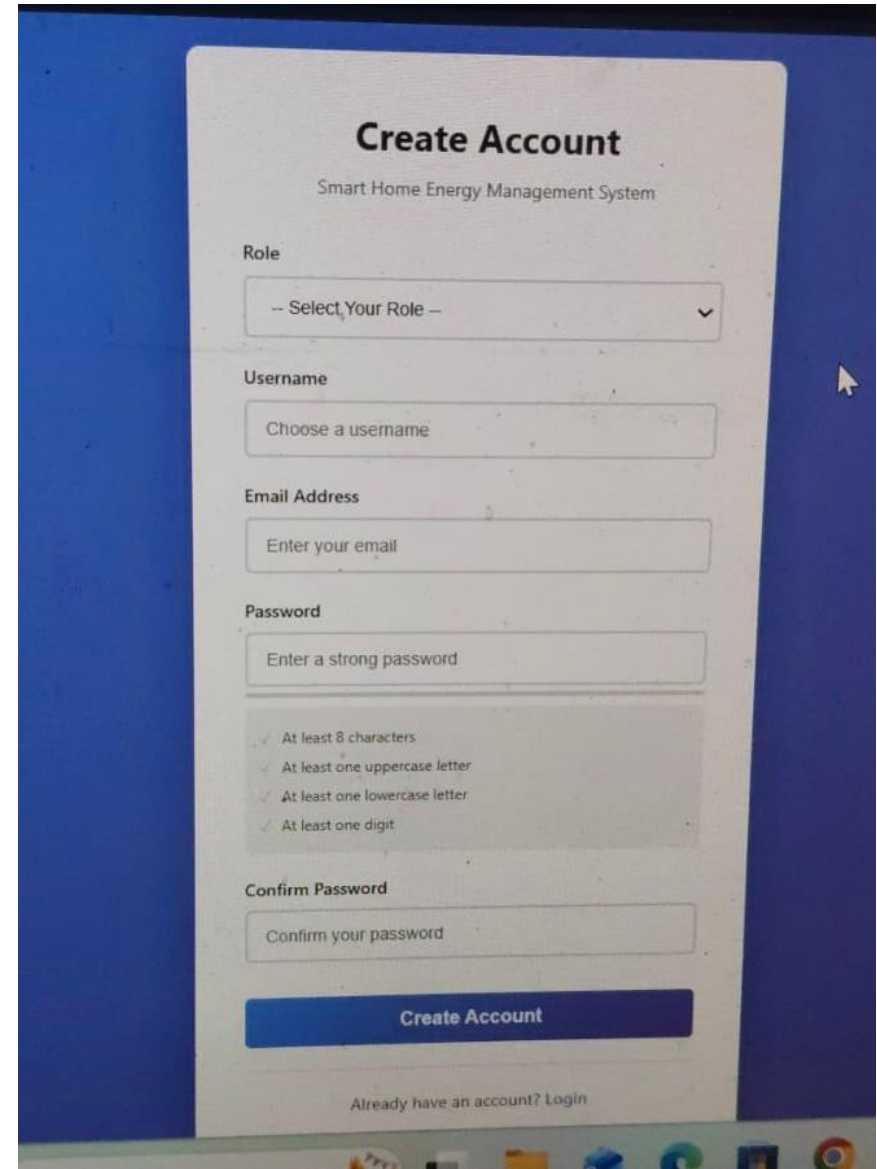 Create Account
Smart Home Energy Management System
Role
-- Select Your Role --
Username
Choose a username
Email Address
Enter your email
Password
Enter a strong password
✓ At least 8 characters
✓ At least one uppercase letter
✓ At least one lowercase letter
✓ At least one digit
Confirm Password
Confirm your password
Create Account
Already have an account? Login